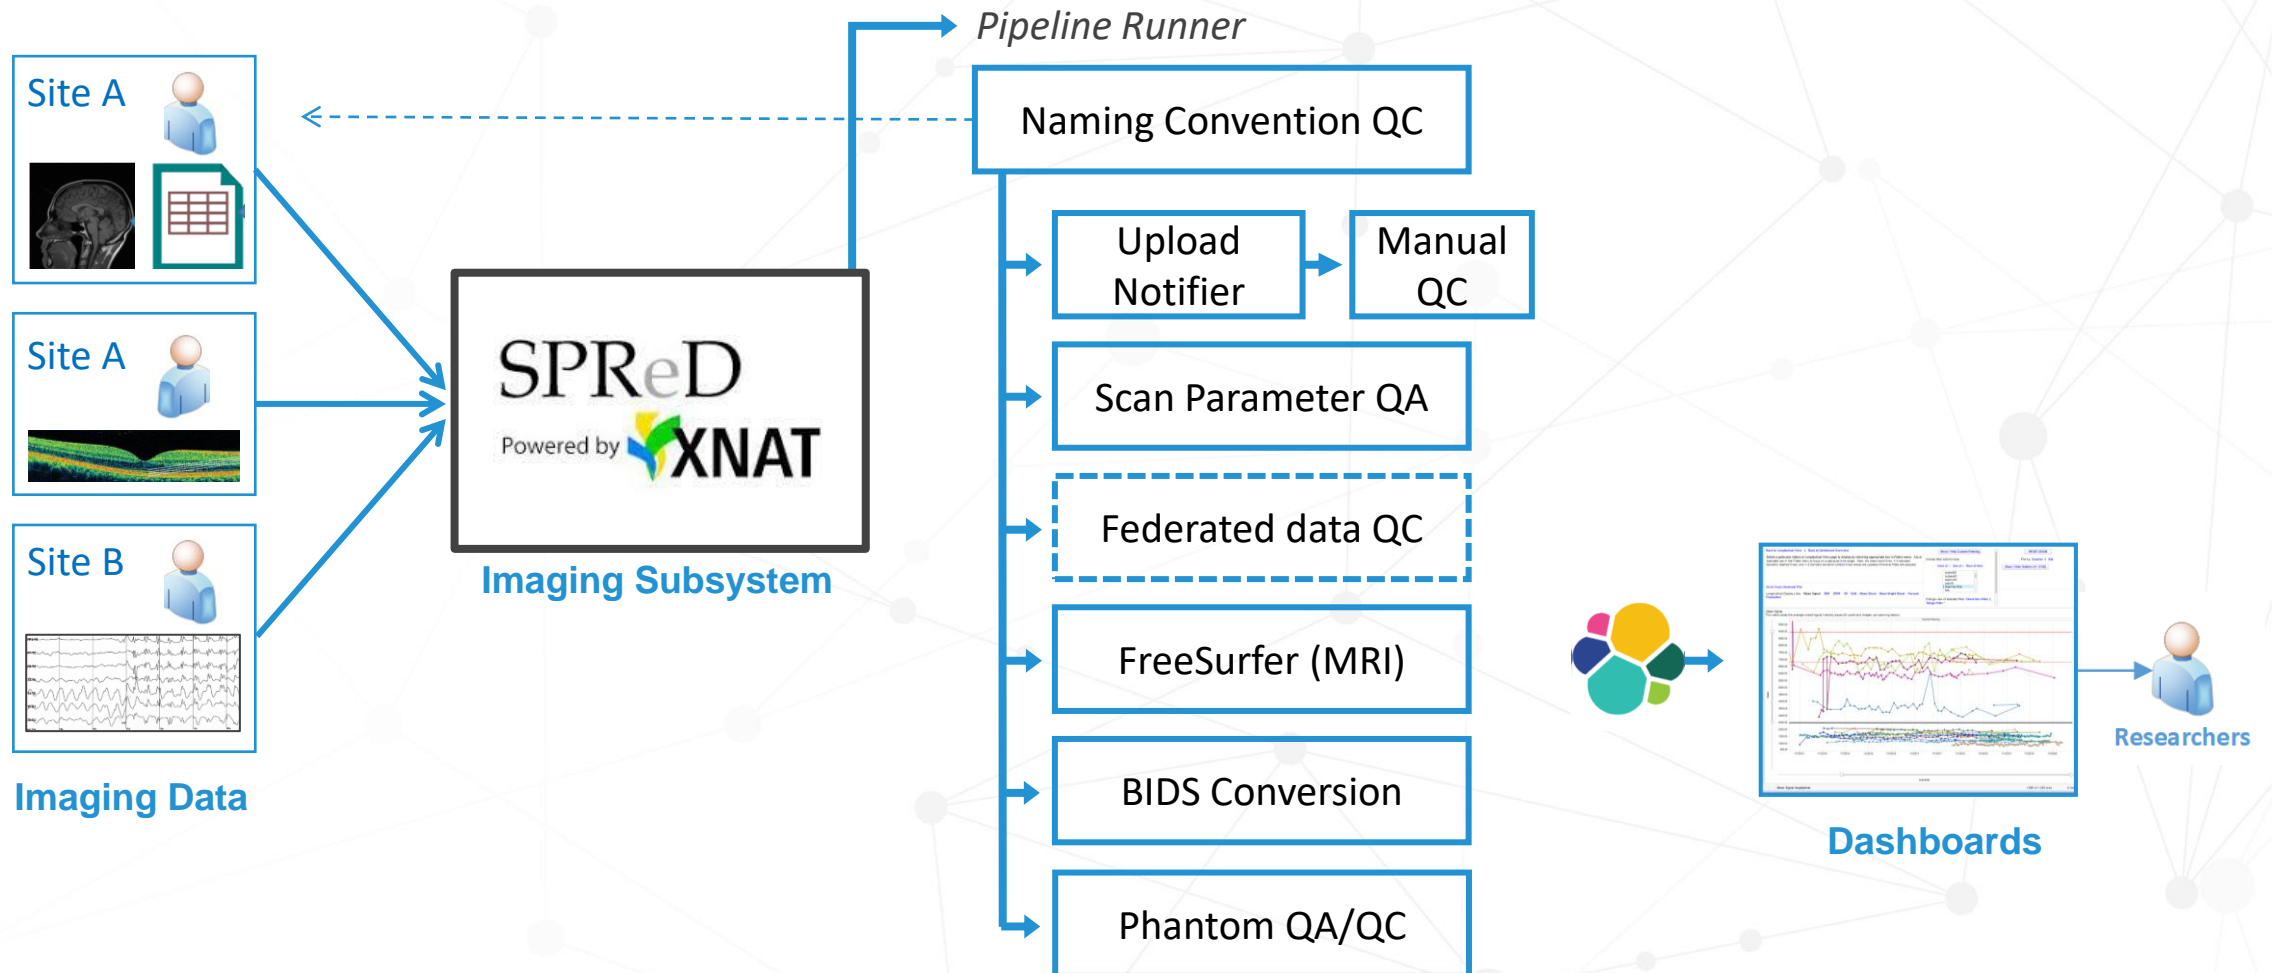 Pipeline Runner
Site A
Naming Convention QC
Upload
Notifier
Manual
QC
Site A
SPReD
Powered by XNAT
Scan Parameter QA
Federated data QC
Imaging Subsystem
Site B
FreeSurfer (MRI)
Researchers
BIDS Conversion
Imaging Data
Dashboards
Phantom QA/QC